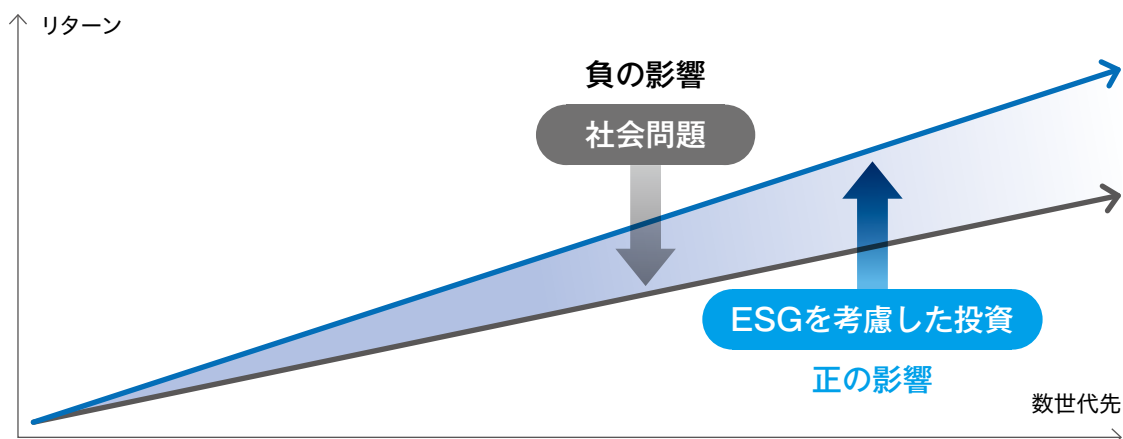 リターン
負の影響
社会問題
ESGを考慮した投資
正の影響
数世代先